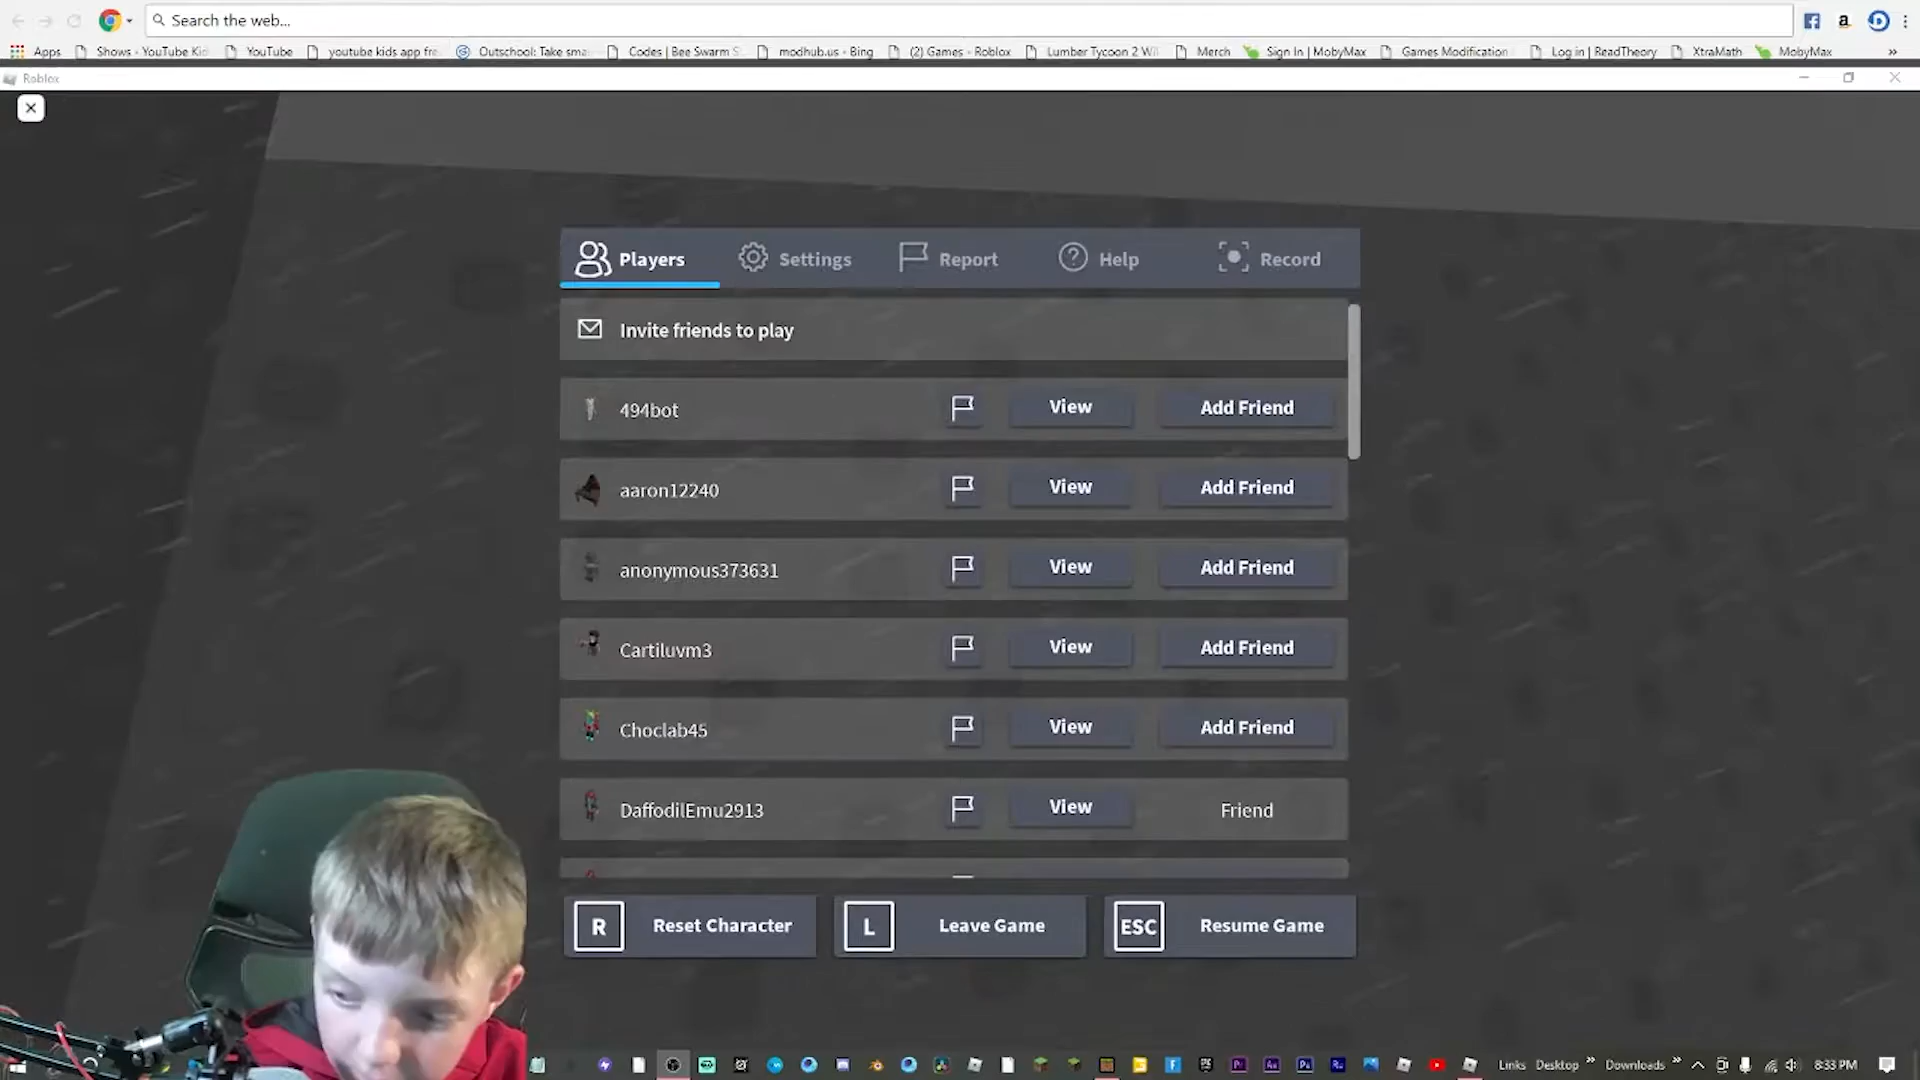 Search the web...
Apps Shows - YouTube Kid YouTube youtube kids app fre Outschool: Take sma Codes | Bee Swarm S modhub.us - Bing (2) Games - Roblox Lumber Tycoon 2 Wi Merch Sign In | MobyMax Games Modification Log in | ReadTheory XtraMath MobyMax »
Roblox
Players Settings Report Help Record
Invite friends to play
494bot View Add Friend
aaron12240 View Add Friend
anonymous373631 View Add Friend
Cartiluvm3 View Add Friend
Choclab45 View Add Friend
DaffodilEmu2913 View Friend
R Reset Character L Leave Game ESC Resume Game
Links Desktop » Downloads » 8:33 PM